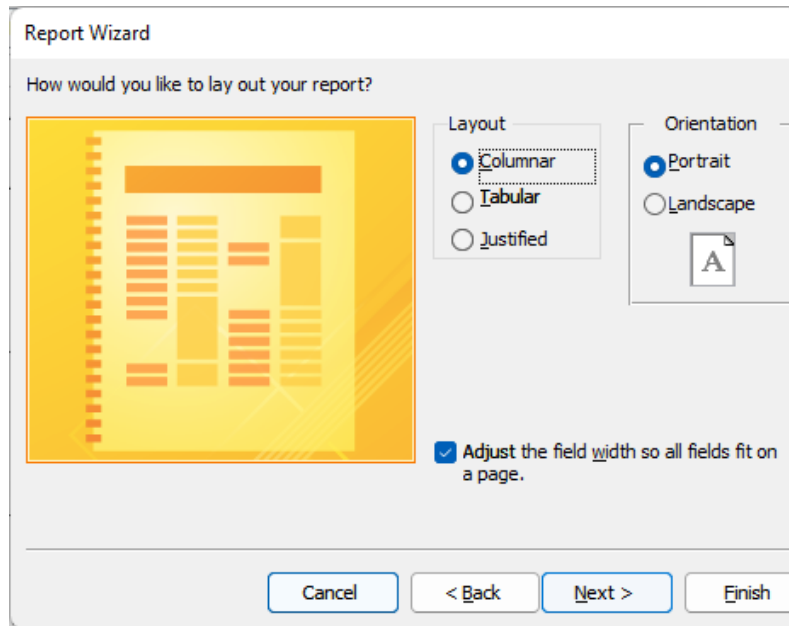 Report Wizard
How would you like to lay out your report?
Layout
Columnar
Tabular
Justified
Orientation
Portrait
Landscape
A
Adjust the field width so all fields fit on
a page.
Cancel
< Back
Next >
Finish